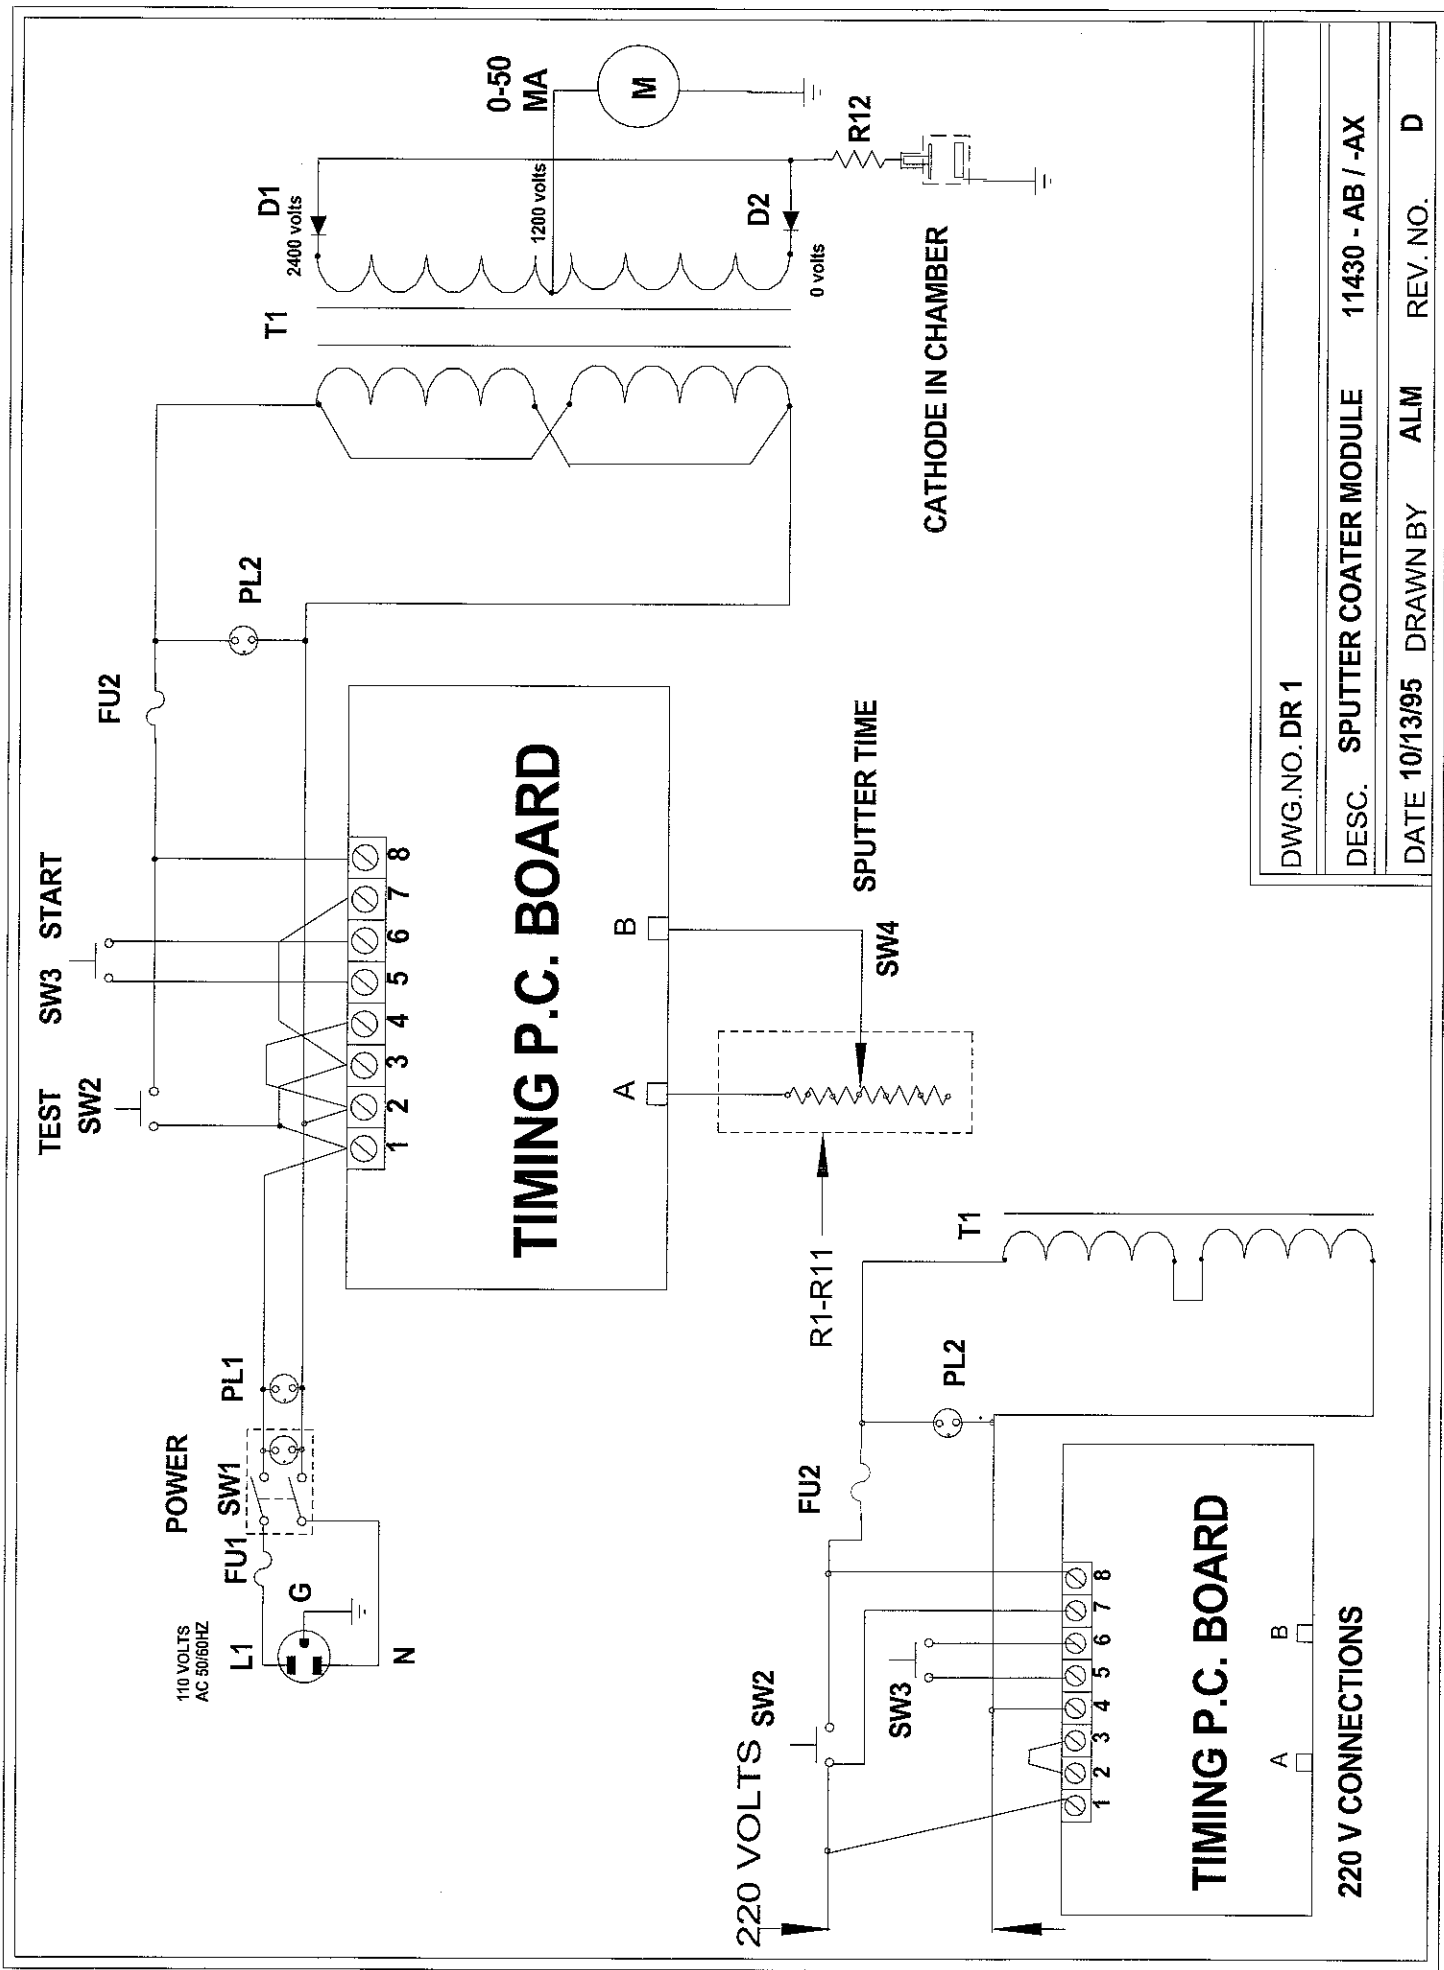 110 VOLTS
AC 50/60HZ
L1
G
N
FU1
POWER
SW1
PL1
TEST
SW2
SW3 START
FU2
PL2
1 2 3 4 5 6 7 8
TIMING P.C. BOARD
A
B
R1-R11
SW4
SPUTTER TIME
T1
D1
2400 volts
1200 volts
0 volts
D2
0-50
MA
M
R12
CATHODE IN CHAMBER
220 VOLTS
SW2
SW3
FU2
PL2
T1
1 2 3 4 5 6 7 8
TIMING P.C. BOARD
A
B
220 V CONNECTIONS
DWG.NO. DR 1
DESC. SPUTTER COATER MODULE 11430 - AB / -AX
DATE 10/13/95 DRAWN BY ALM REV. NO. D